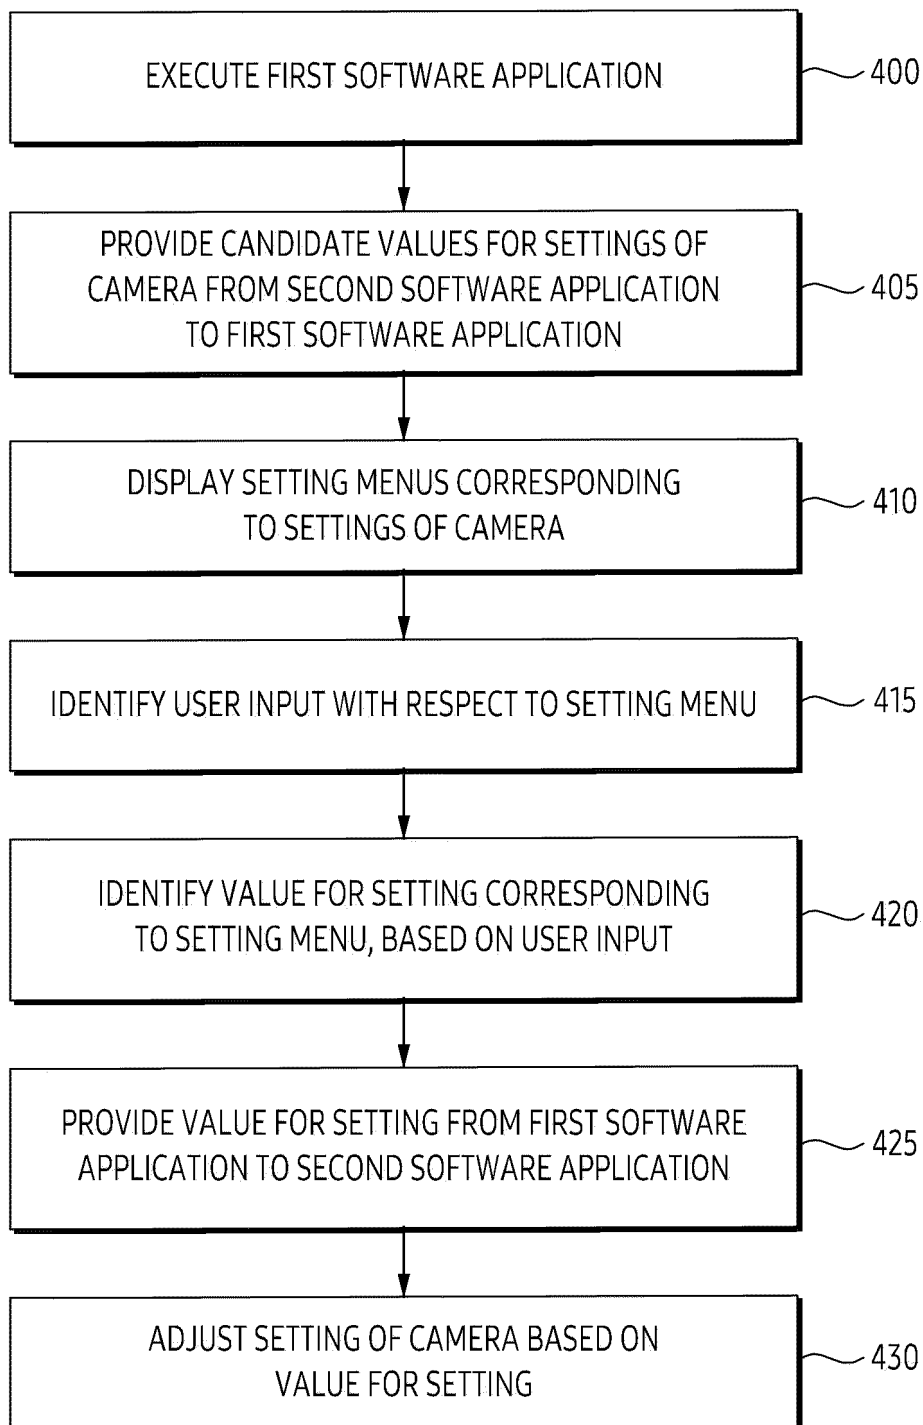 EXECUTE FIRST SOFTWARE APPLICATION
400
PROVIDE CANDIDATE VALUES FOR SETTINGS OF
CAMERA FROM SECOND SOFTWARE APPLICATION
TO FIRST SOFTWARE APPLICATION
405
DISPLAY SETTING MENUS CORRESPONDING
TO SETTINGS OF CAMERA
410
IDENTIFY USER INPUT WITH RESPECT TO SETTING MENU
415
IDENTIFY VALUE FOR SETTING CORRESPONDING
TO SETTING MENU, BASED ON USER INPUT
420
PROVIDE VALUE FOR SETTING FROM FIRST SOFTWARE
APPLICATION TO SECOND SOFTWARE APPLICATION
425
ADJUST SETTING OF CAMERA BASED ON
VALUE FOR SETTING
430